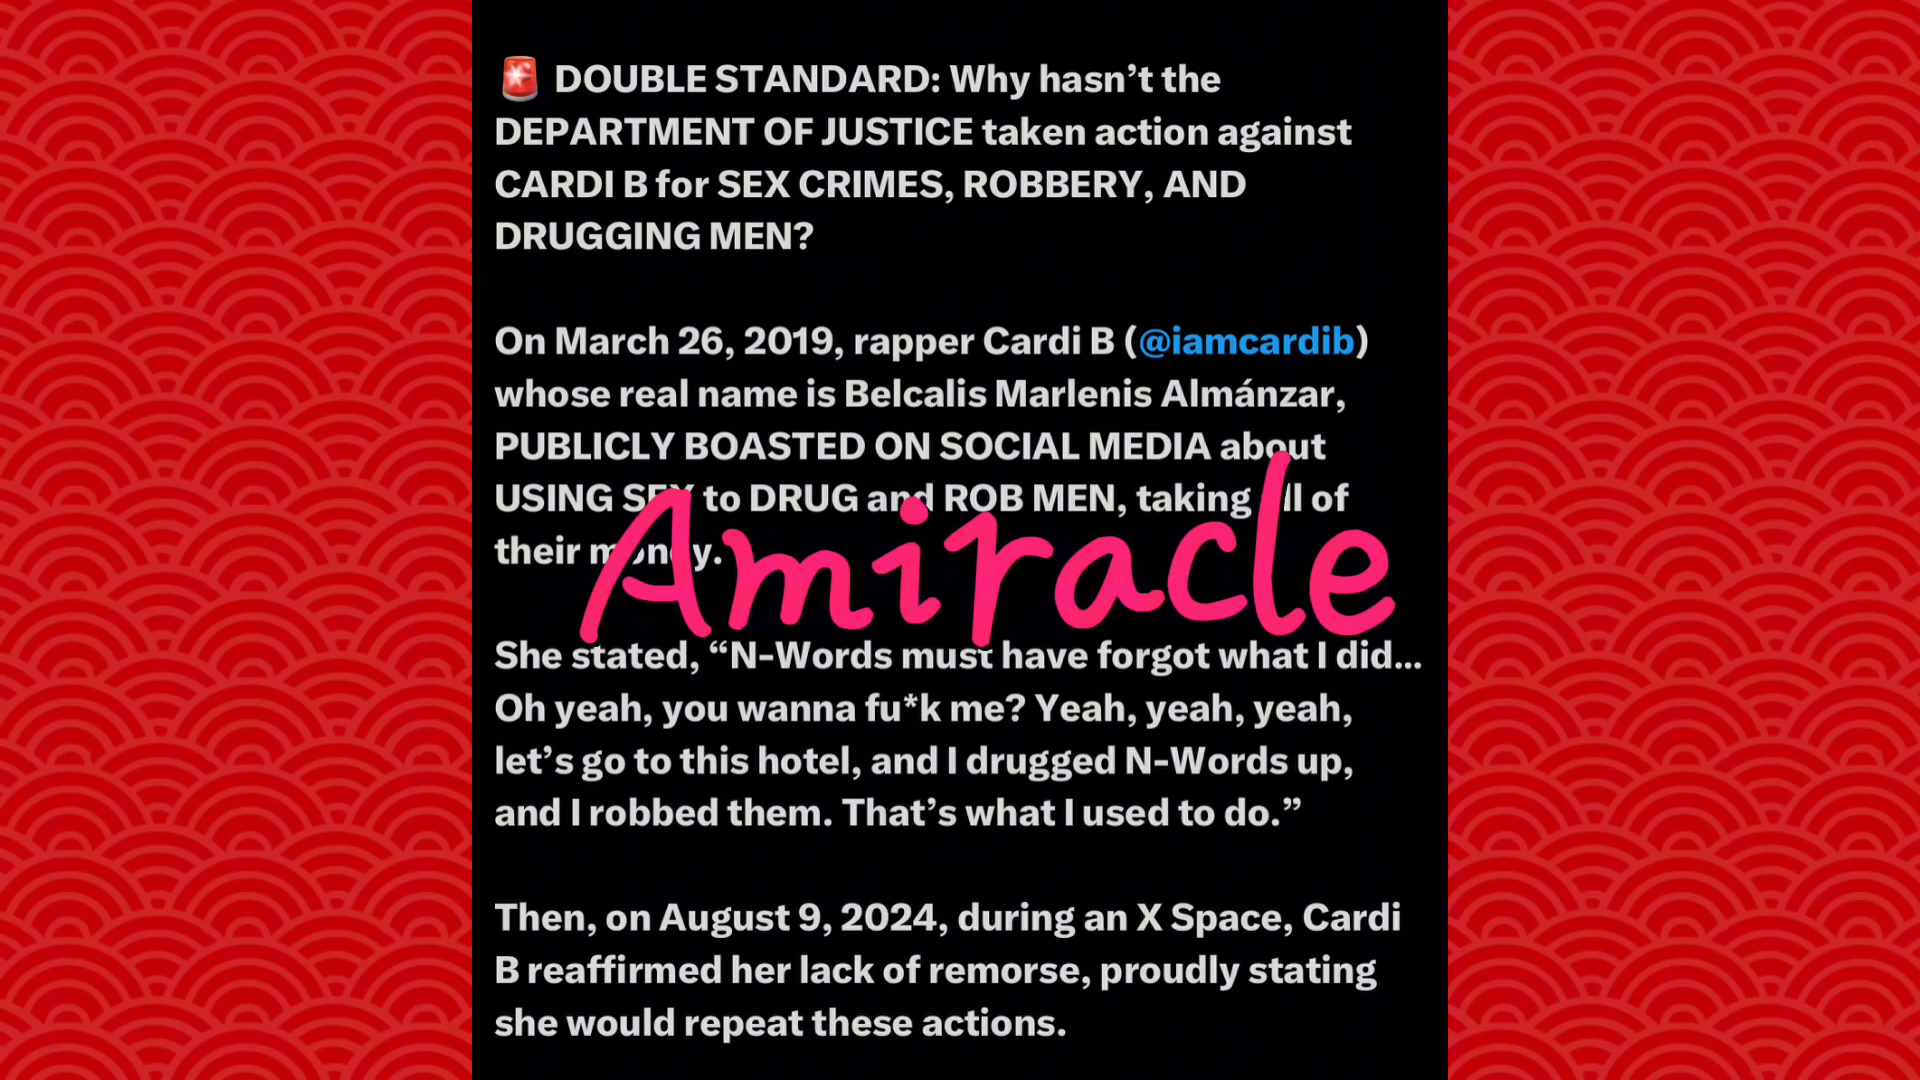 🚨 DOUBLE STANDARD: Why hasn’t the
DEPARTMENT OF JUSTICE taken action against
CARDI B for SEX CRIMES, ROBBERY, AND
DRUGGING MEN?
On March 26, 2019, rapper Cardi B (@iamcardib)
whose real name is Belcalis Marlenis Almánzar,
PUBLICLY BOASTED ON SOCIAL MEDIA about
USING SEX to DRUG and ROB MEN, taking all of
their money.
Amiracle
She stated, “N-Words must have forgot what I did...
Oh yeah, you wanna fu*k me? Yeah, yeah, yeah,
let’s go to this hotel, and I drugged N-Words up,
and I robbed them. That’s what I used to do.”
Then, on August 9, 2024, during an X Space, Cardi
B reaffirmed her lack of remorse, proudly stating
she would repeat these actions.